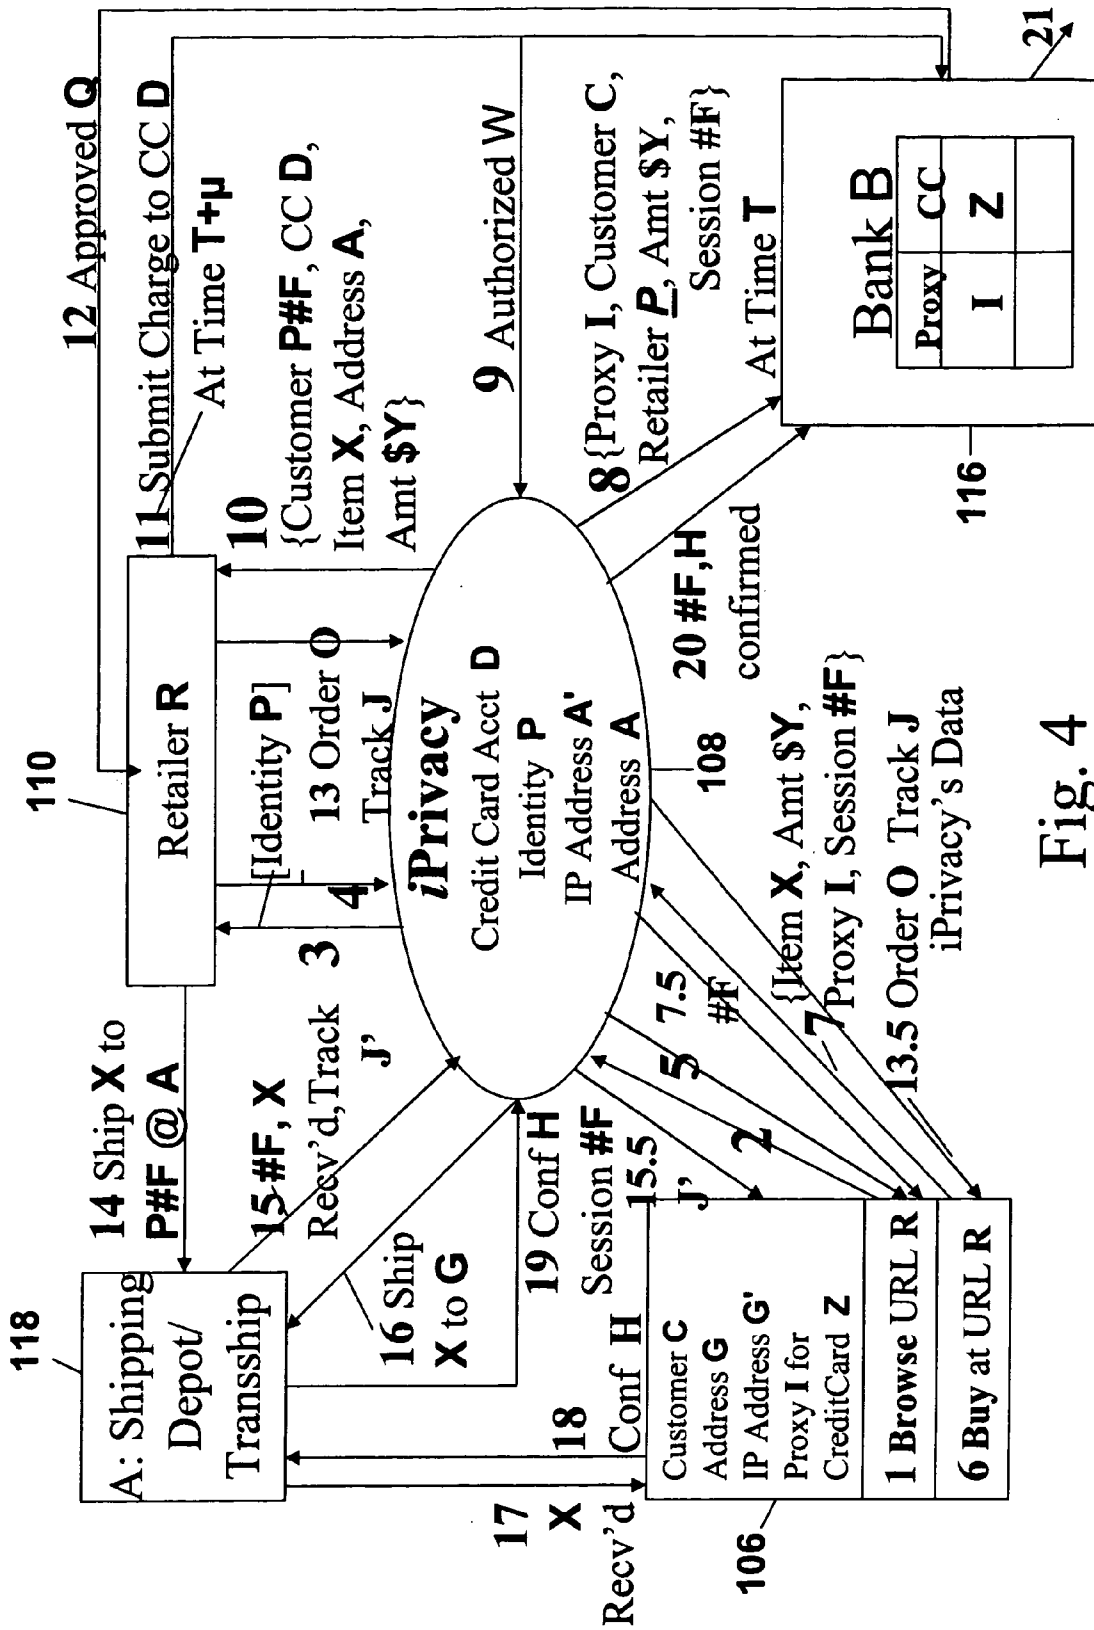 12 Approved Q
11 Submit Charge to CC D
At Time T+µ
110
Retailer R
10
{Customer P#F, CC D,
Item X, Address A,
Amt $Y}
9 Authorized W
118
A: Shipping
Depot/
Transship
14 Ship X to
P#F @ A
15 #F, X
Recv'd,Track
J'
3
4
[Identity P]
13 Order O
Track J
iPrivacy
Credit Card Acct D
Identity P
IP Address A'
Address A
108
8 {Proxy I, Customer C,
Retailer P, Amt $Y,
Session #F}
At Time T
20 #F,H
confirmed
16 Ship
X to G
19 Conf H
Session #F
15.5
J'
2
5
7.5
#F
7
{Item X, Amt $Y,
Proxy I, Session #F}
13.5 Order O Track J
iPrivacy's Data
17
X
Recv'd
18
Conf H
106
Customer C
Address G
IP Address G'
Proxy I for
CreditCard Z
1 Browse URL R
6 Buy at URL R
116
Bank B
Proxy CC
I Z
21
Fig. 4